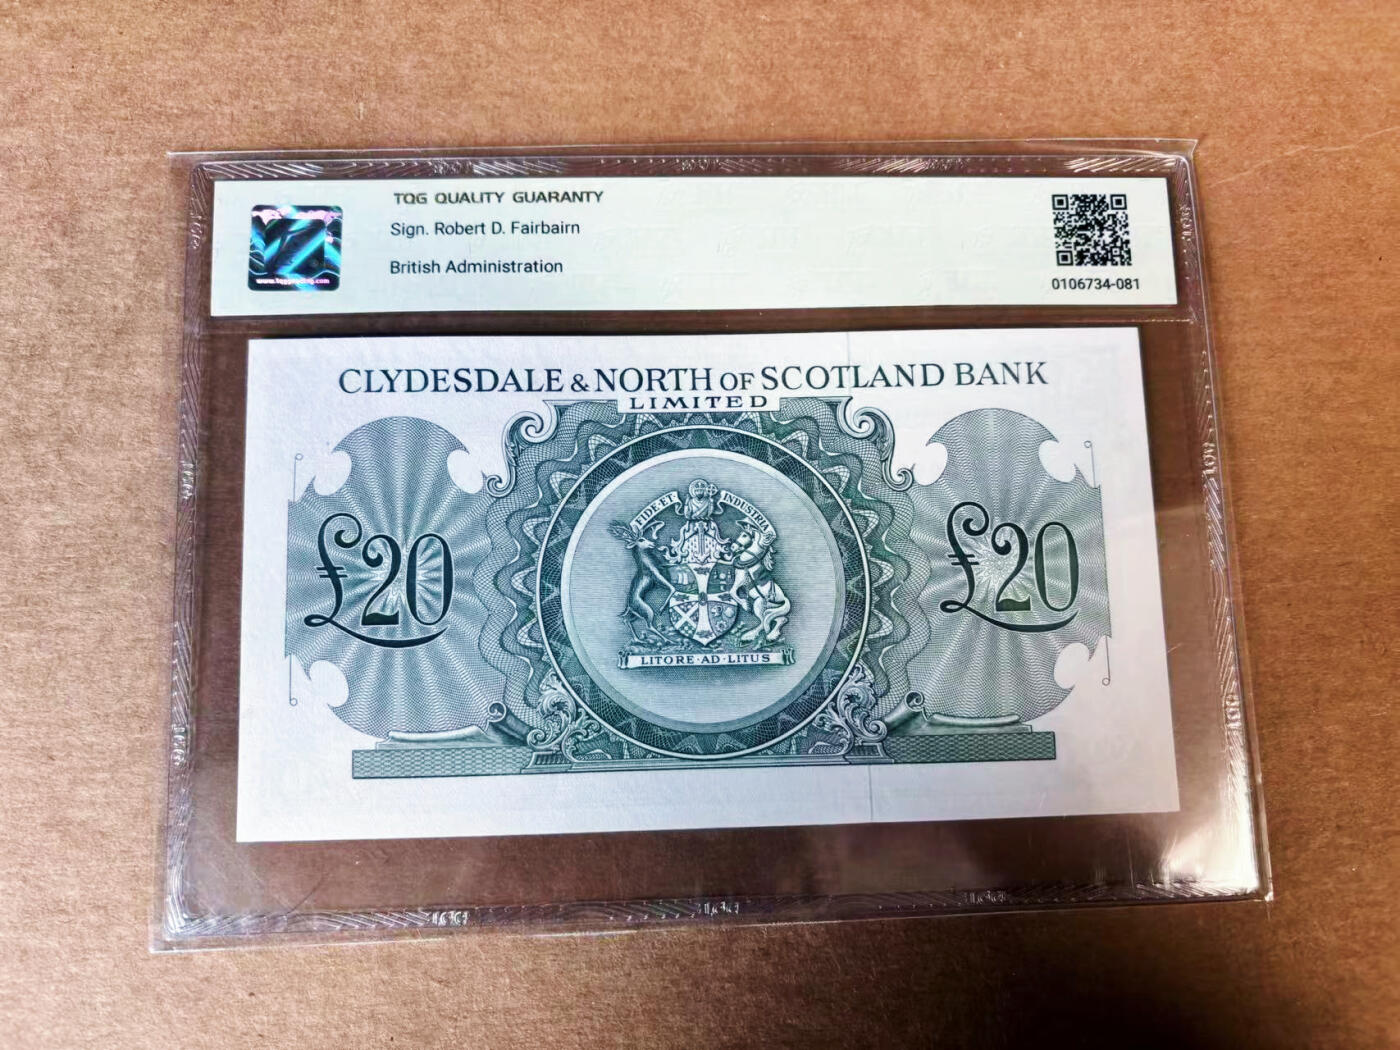 TQG QUALITY GUARANTY
Sign. Robert D. Fairbairn
British Administration
0106734-081
CLYDESDALE & NORTH OF SCOTLAND BANK
LIMITED
FIDE·ET INDUSTRIA
£20 £20
LITORE·AD·LITUS